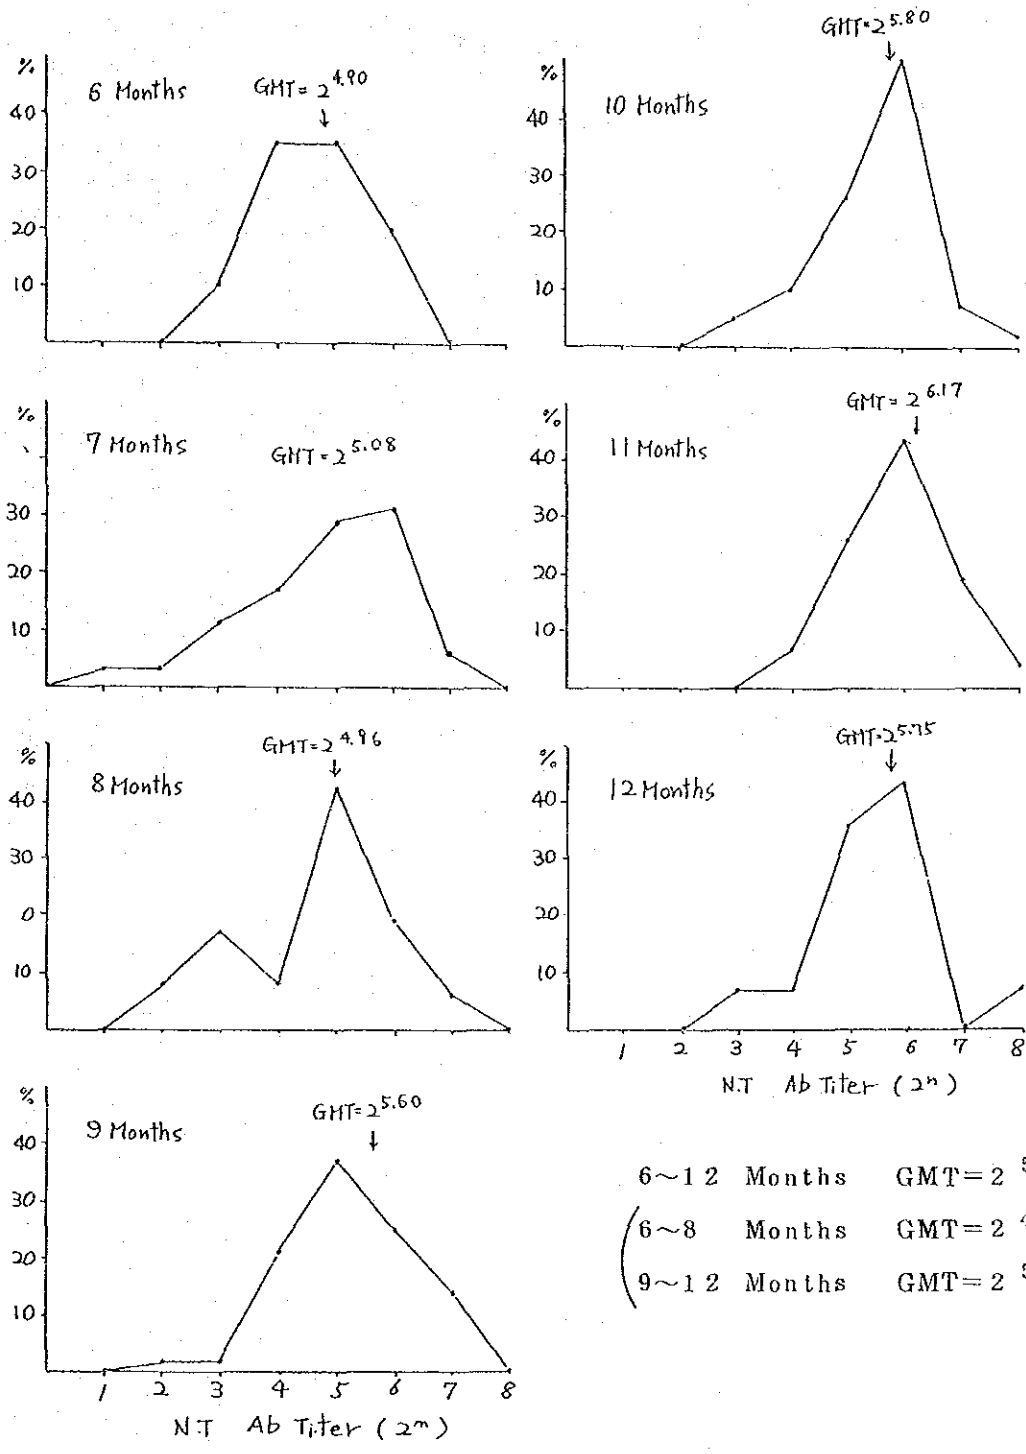 6 Months GMT=2^4.90
↓
%
40
30
20
10
7 Months GMT=2^5.08
%
30
20
10
8 Months GMT=2^4.96
↓
%
40
30
0
10
9 Months GMT=2^5.60
↓
%
40
30
20
10
1 2 3 4 5 6 7 8
N.T Ab Titer (2^n)
10 Months GMT=2^5.80
↓
%
40
30
20
10
11 Months GMT=2^6.17
↓
%
40
30
20
10
12 Months GMT=2^5.75
↓
%
40
30
20
10
1 2 3 4 5 6 7 8
N.T Ab Titer (2^n)
6~12 Months GMT=2
6~8 Months GMT=2
9~12 Months GMT=2